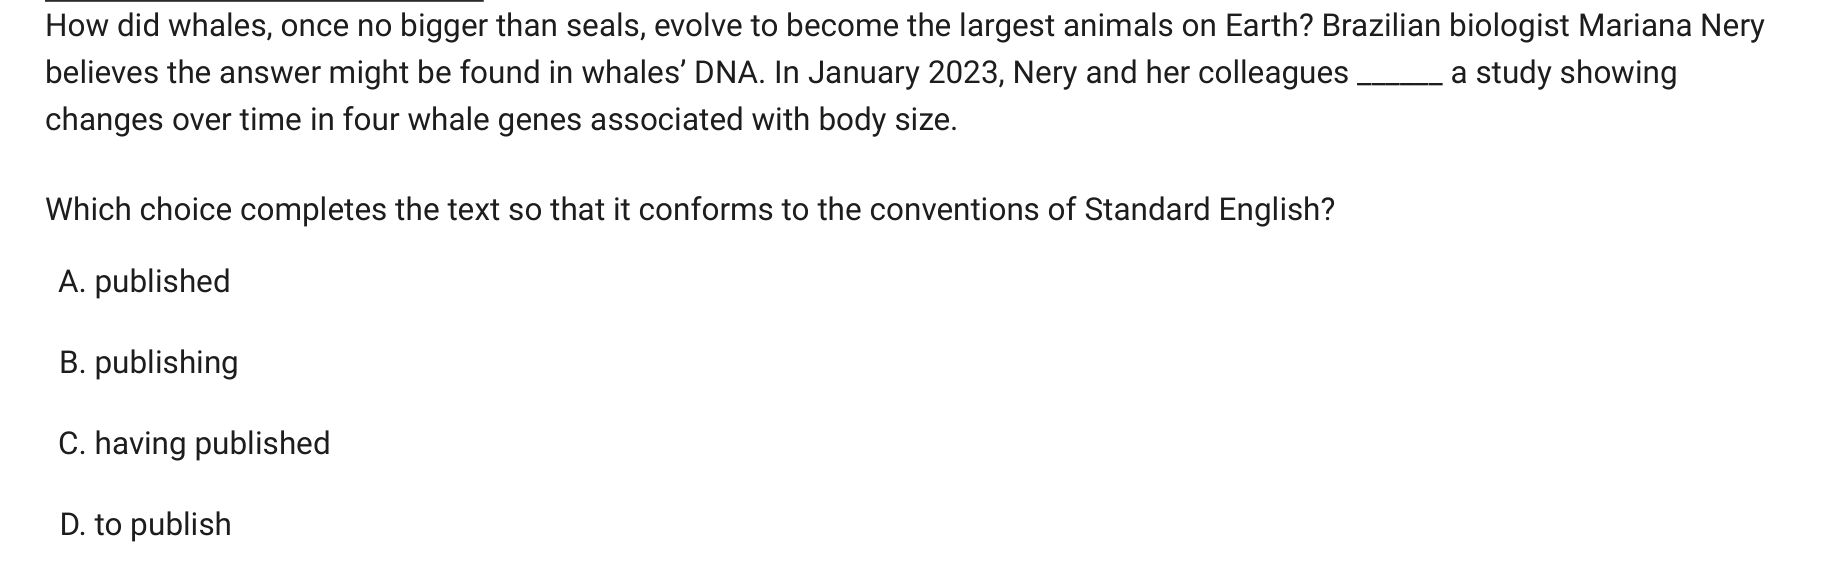 How did whales, once no bigger than seals, evolve to become the largest animals on Earth? Brazilian biologist Mariana Nery
believes the answer might be found in whales’ DNA. In January 2023, Nery and her colleagues ______ a study showing
changes over time in four whale genes associated with body size.
Which choice completes the text so that it conforms to the conventions of Standard English?
A. published
B. publishing
C. having published
D. to publish